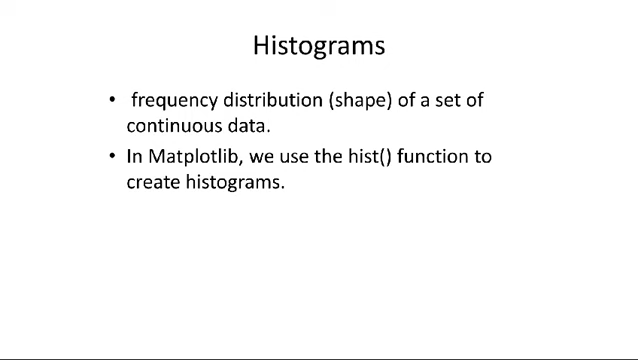 Histograms
• frequency distribution (shape) of a set of
continuous data.
• In Matplotlib, we use the hist() function to
create histograms.